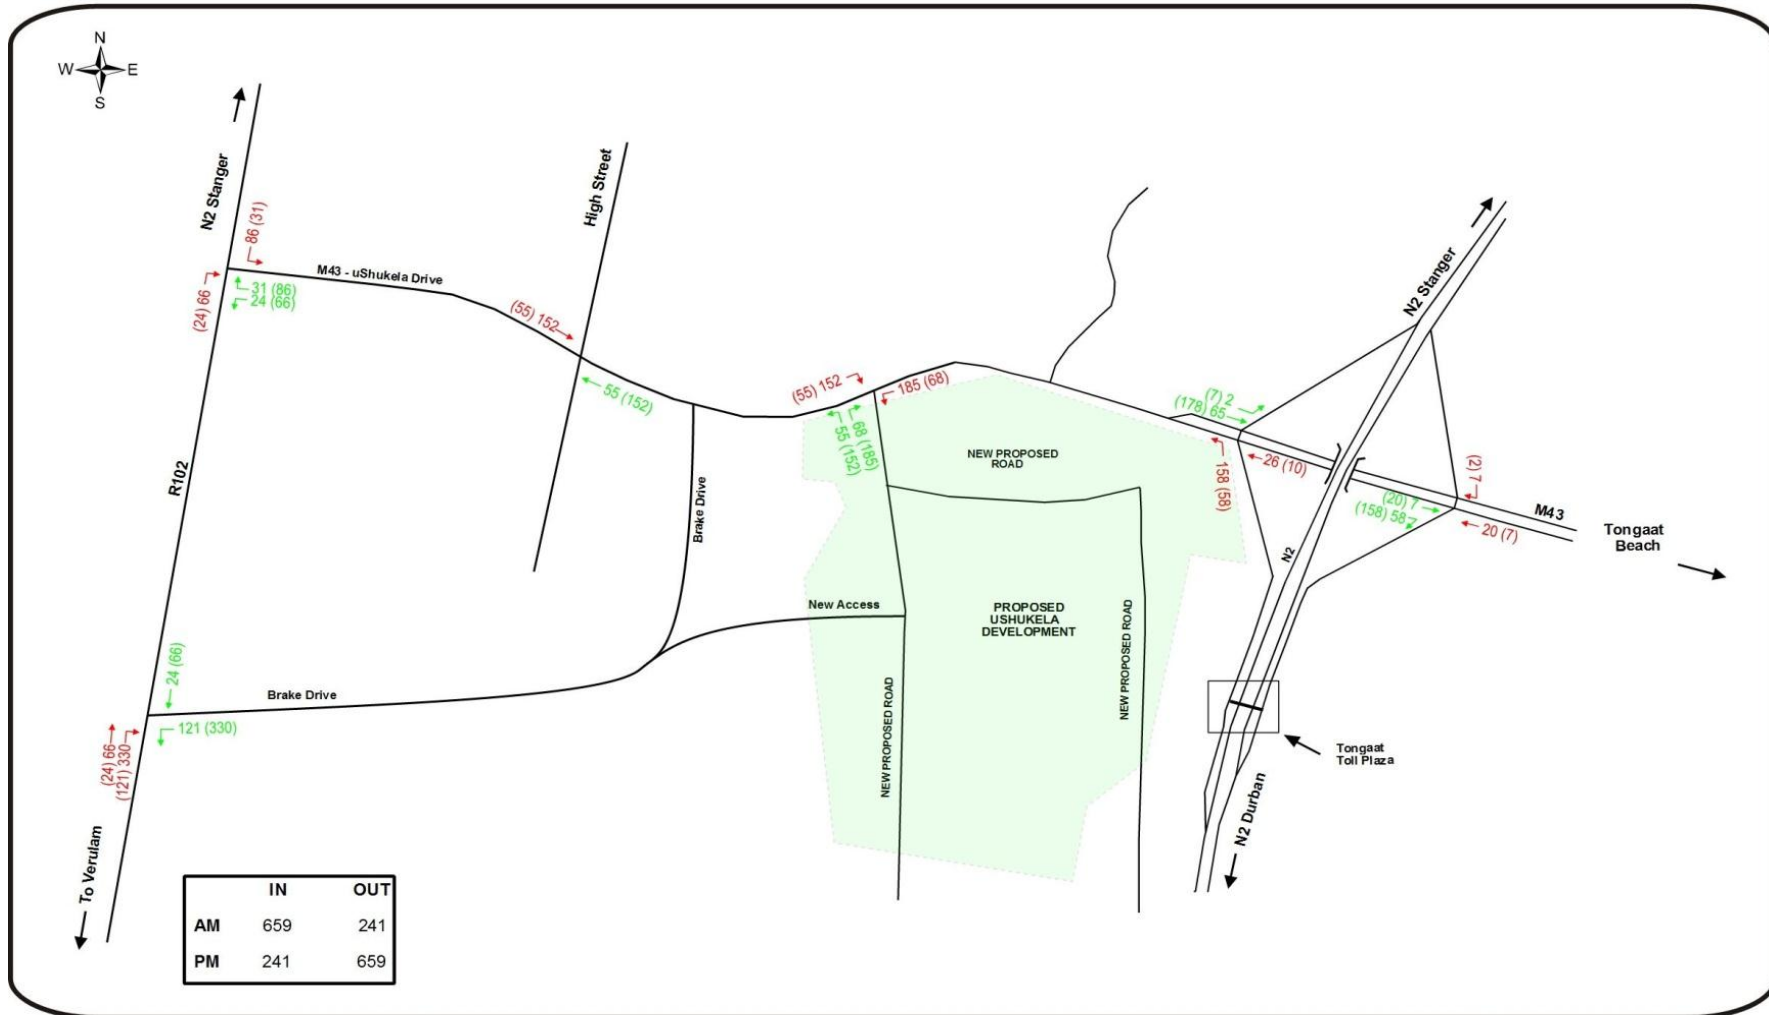 N
W E
S
N2 Stanger
86 (31)
(24) 66
31 (86)
24 (66)
M43 - uShukela Drive
High Street
(55) 152
55 (152)
R102
Brake Drive
(55) 152
185 (68)
68 (185)
55 (152)
NEW PROPOSED
ROAD
New Access
PROPOSED
USHUKELA
DEVELOPMENT
NEW PROPOSED ROAD
NEW PROPOSED ROAD
N2 Stanger
(7) 2
(178) 65
158 (58)
26 (10)
(2) 7
(20) 7
(158) 58
M43
20 (7)
Tongaat
Beach
N2
Tongaat
Toll Plaza
N2 Durban
24 (66)
Brake Drive
121 (330)
(24) 66
(121) 330
To Verulam
IN OUT
AM 659 241
PM 241 659